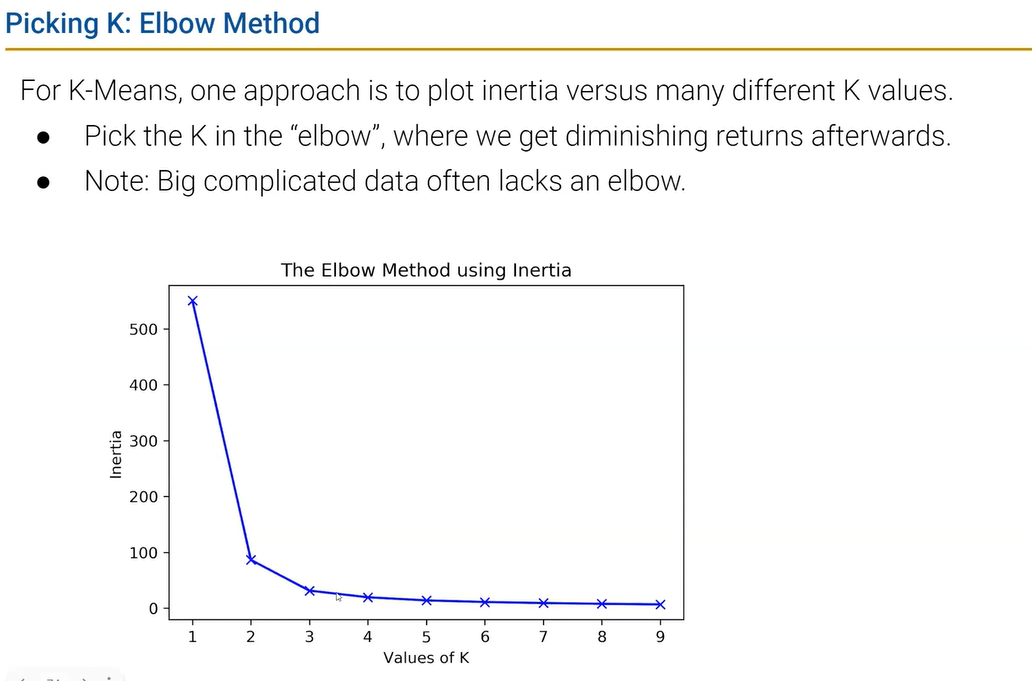 Picking K: Elbow Method
For K-Means, one approach is to plot inertia versus many different K values.
● Pick the K in the “elbow”, where we get diminishing returns afterwards.
● Note: Big complicated data often lacks an elbow.
The Elbow Method using Inertia
500
400
300
200
100
0
Inertia
1 2 3 4 5 6 7 8 9
Values of K